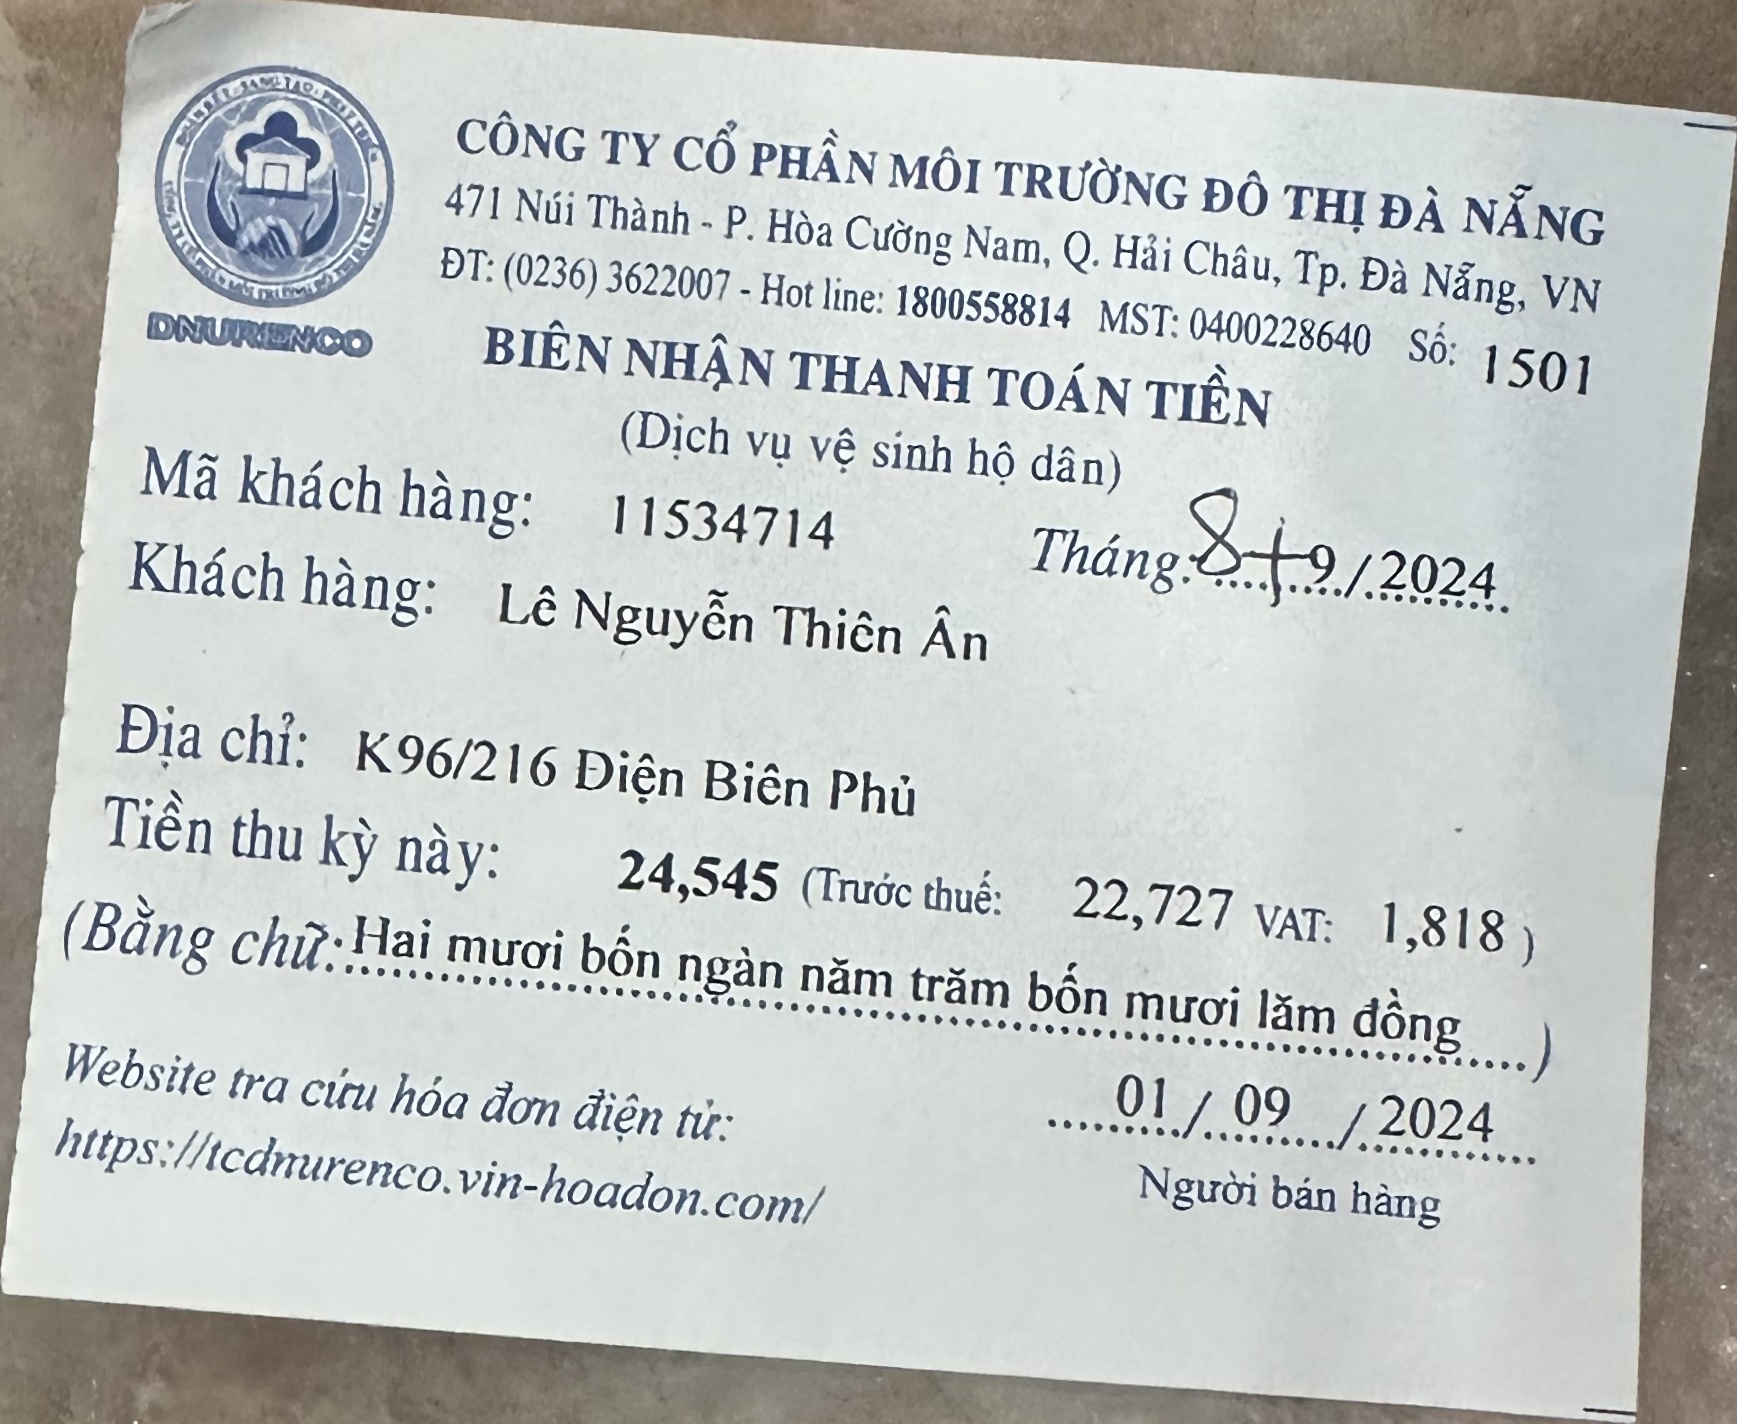 CÔNG TY CỔ PHẦN MÔI TRƯỜNG ĐÔ THỊ ĐÀ NẴNG
471 Núi Thành - P. Hòa Cường Nam, Q. Hải Châu, Tp. Đà Nẵng, VN
ĐT: (0236) 3622007 - Hot line: 1800558814 MST: 0400228640 Số: 1501
DNURENCO
BIÊN NHẬN THANH TOÁN TIỀN
(Dịch vụ vệ sinh hộ dân)
Mã khách hàng: 11534714 Tháng: 8+9/2024
Khách hàng: Lê Nguyễn Thiên Ân
Địa chỉ: K96/216 Điện Biên Phủ
Tiền thu kỳ này: 24,545 (Trước thuế: 22,727 VAT: 1,818)
(Bằng chữ: Hai mươi bốn ngàn năm trăm bốn mươi lăm đồng)
Website tra cứu hóa đơn điện tử:
https://tcdnurenco.vin-hoadon.com/
01/09/2024
Người bán hàng